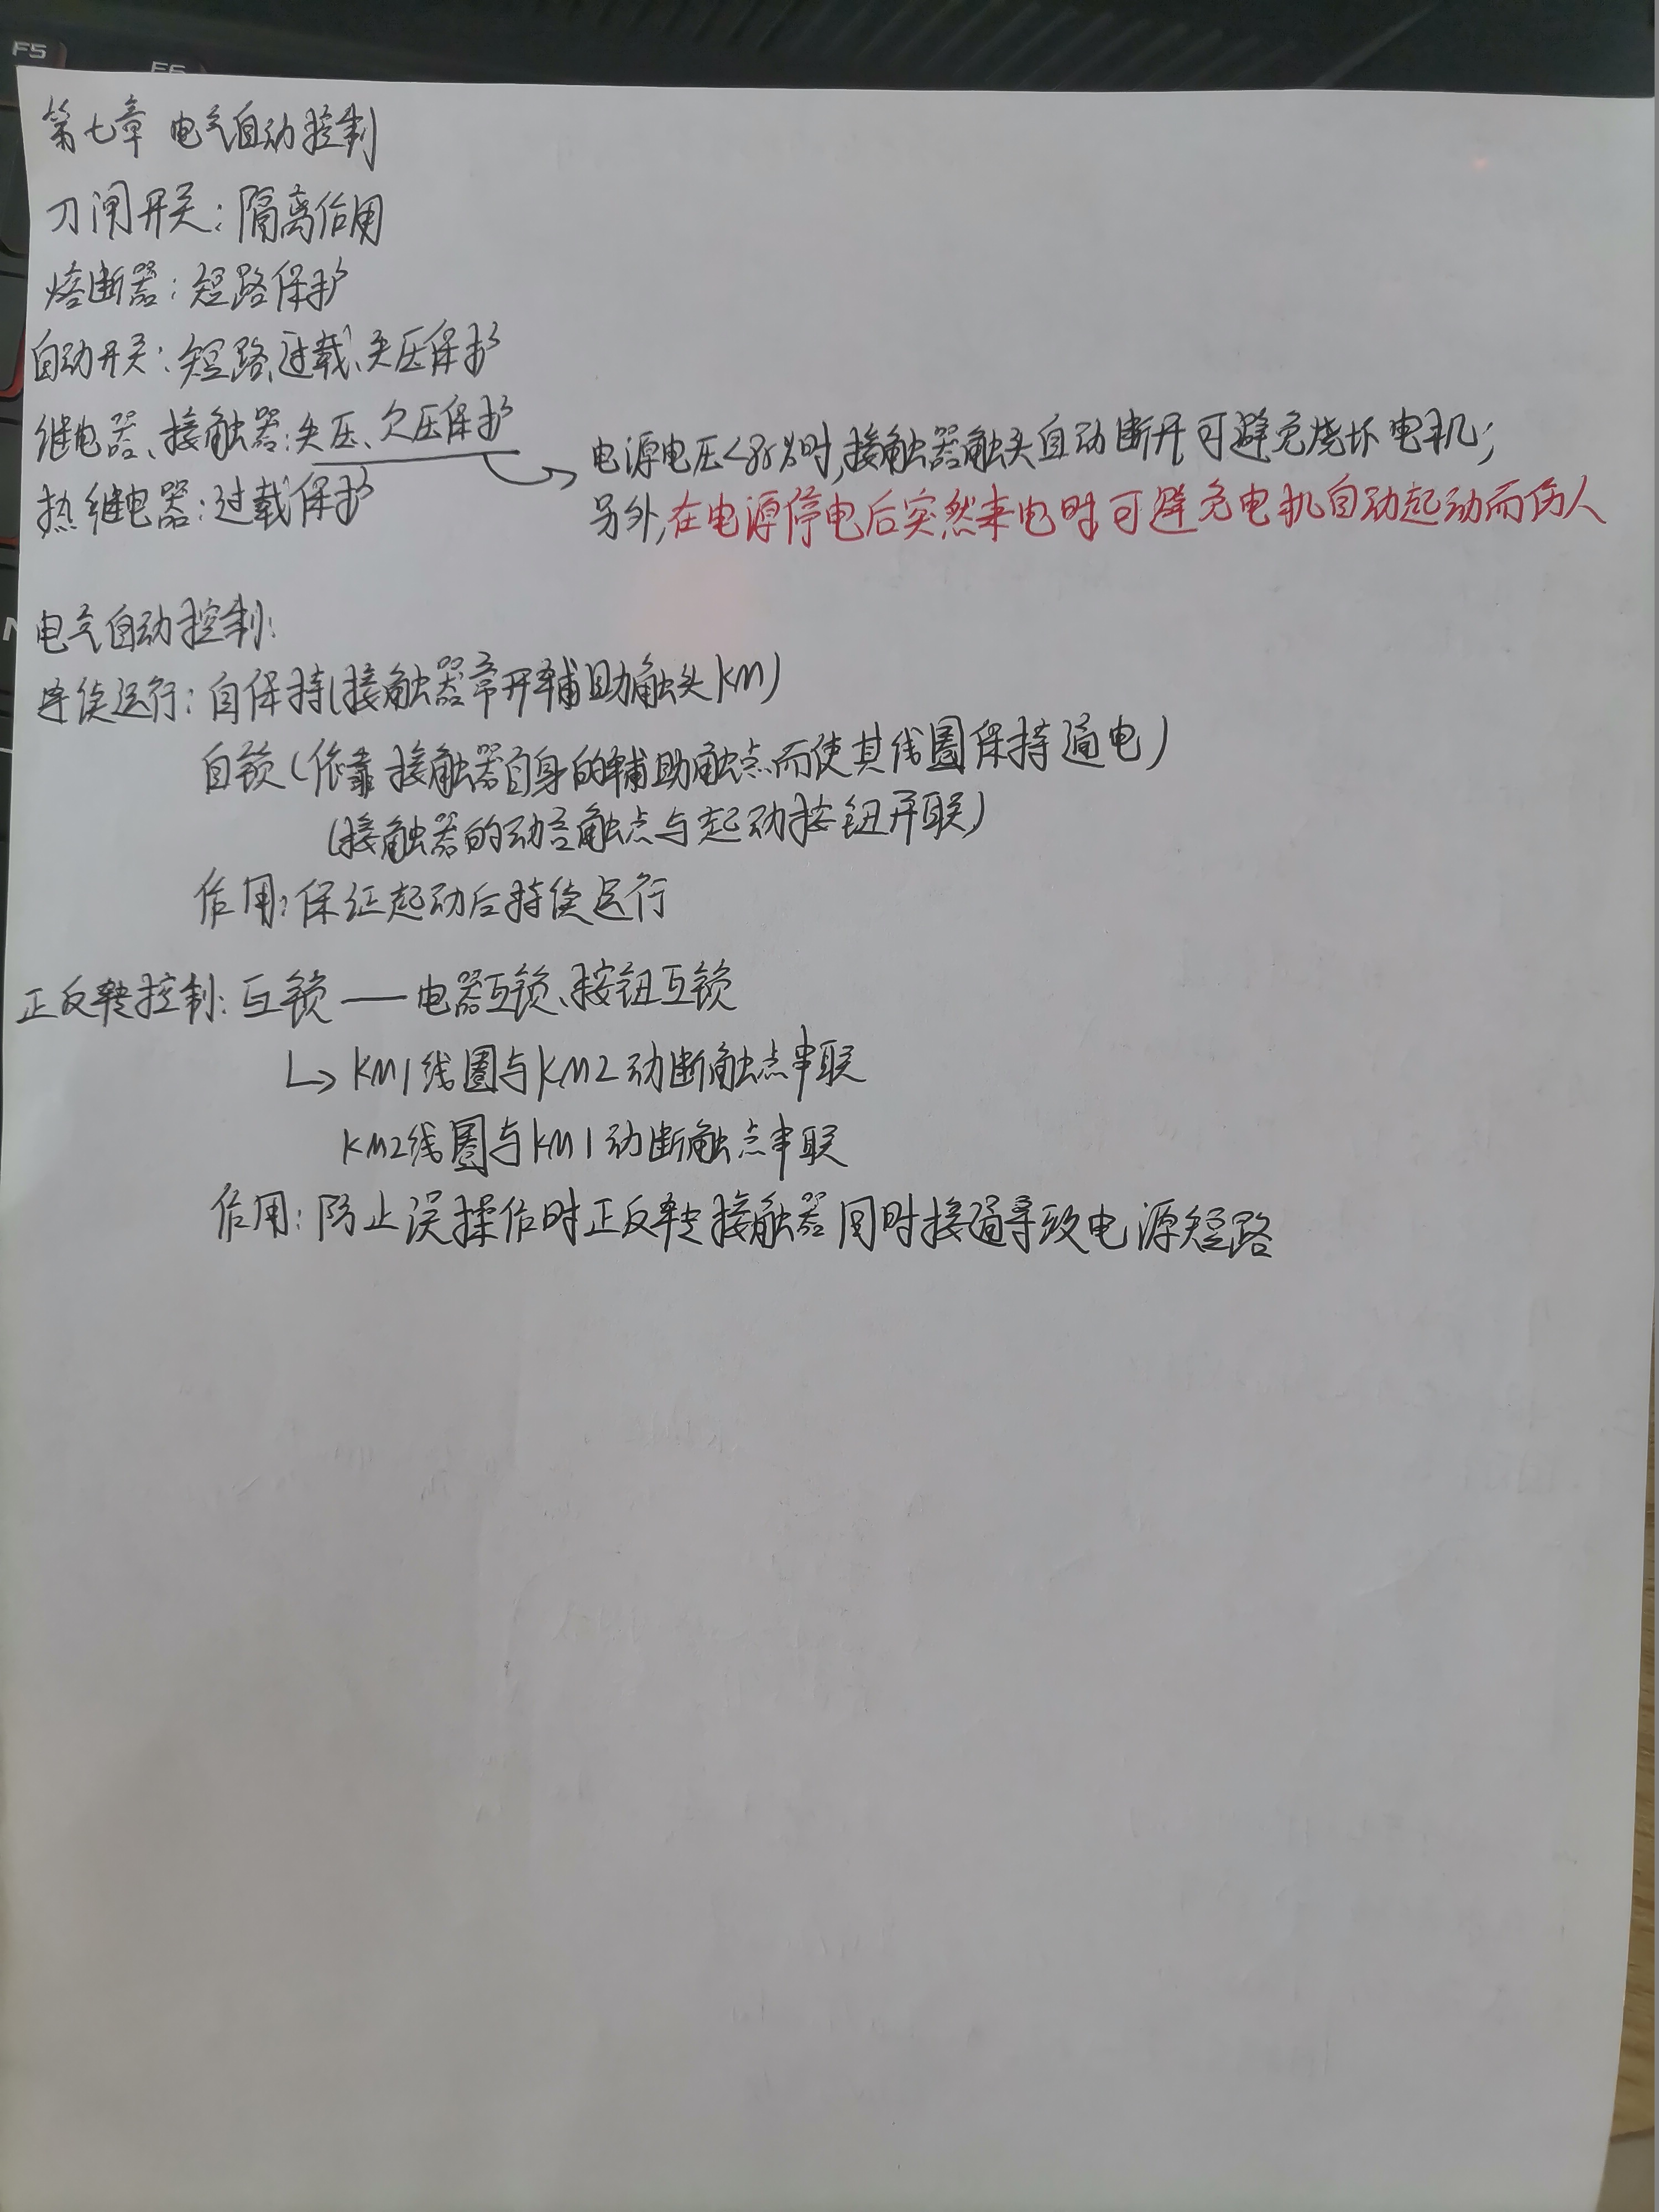 F5
F6
第七章 电气自动控制
刀闸开关:隔离作用
熔断器:短路保护
自动开关:短路、过载、失压保护
继电器、接触器:失压、欠压保护
电源电压<85%时,接触器触头自动断开可避免烧坏电机;
热继电器:过载保护
另外,在电源停电后突然来电时可避免电机自动起动而伤人
电气自动控制:
连续运行:自保持(接触器常开辅助触头KM)
自锁(依靠接触器自身的辅助触点而使其线圈保持通电)
(接触器的动合触点与起动按钮并联)
作用:保证起动后持续运行
正反转控制:互锁——电器互锁、按钮互锁
↳KM1线圈与KM2动断触点串联
KM2线圈与KM1动断触点串联
作用:防止误操作时正反转接触器同时接通导致电源短路